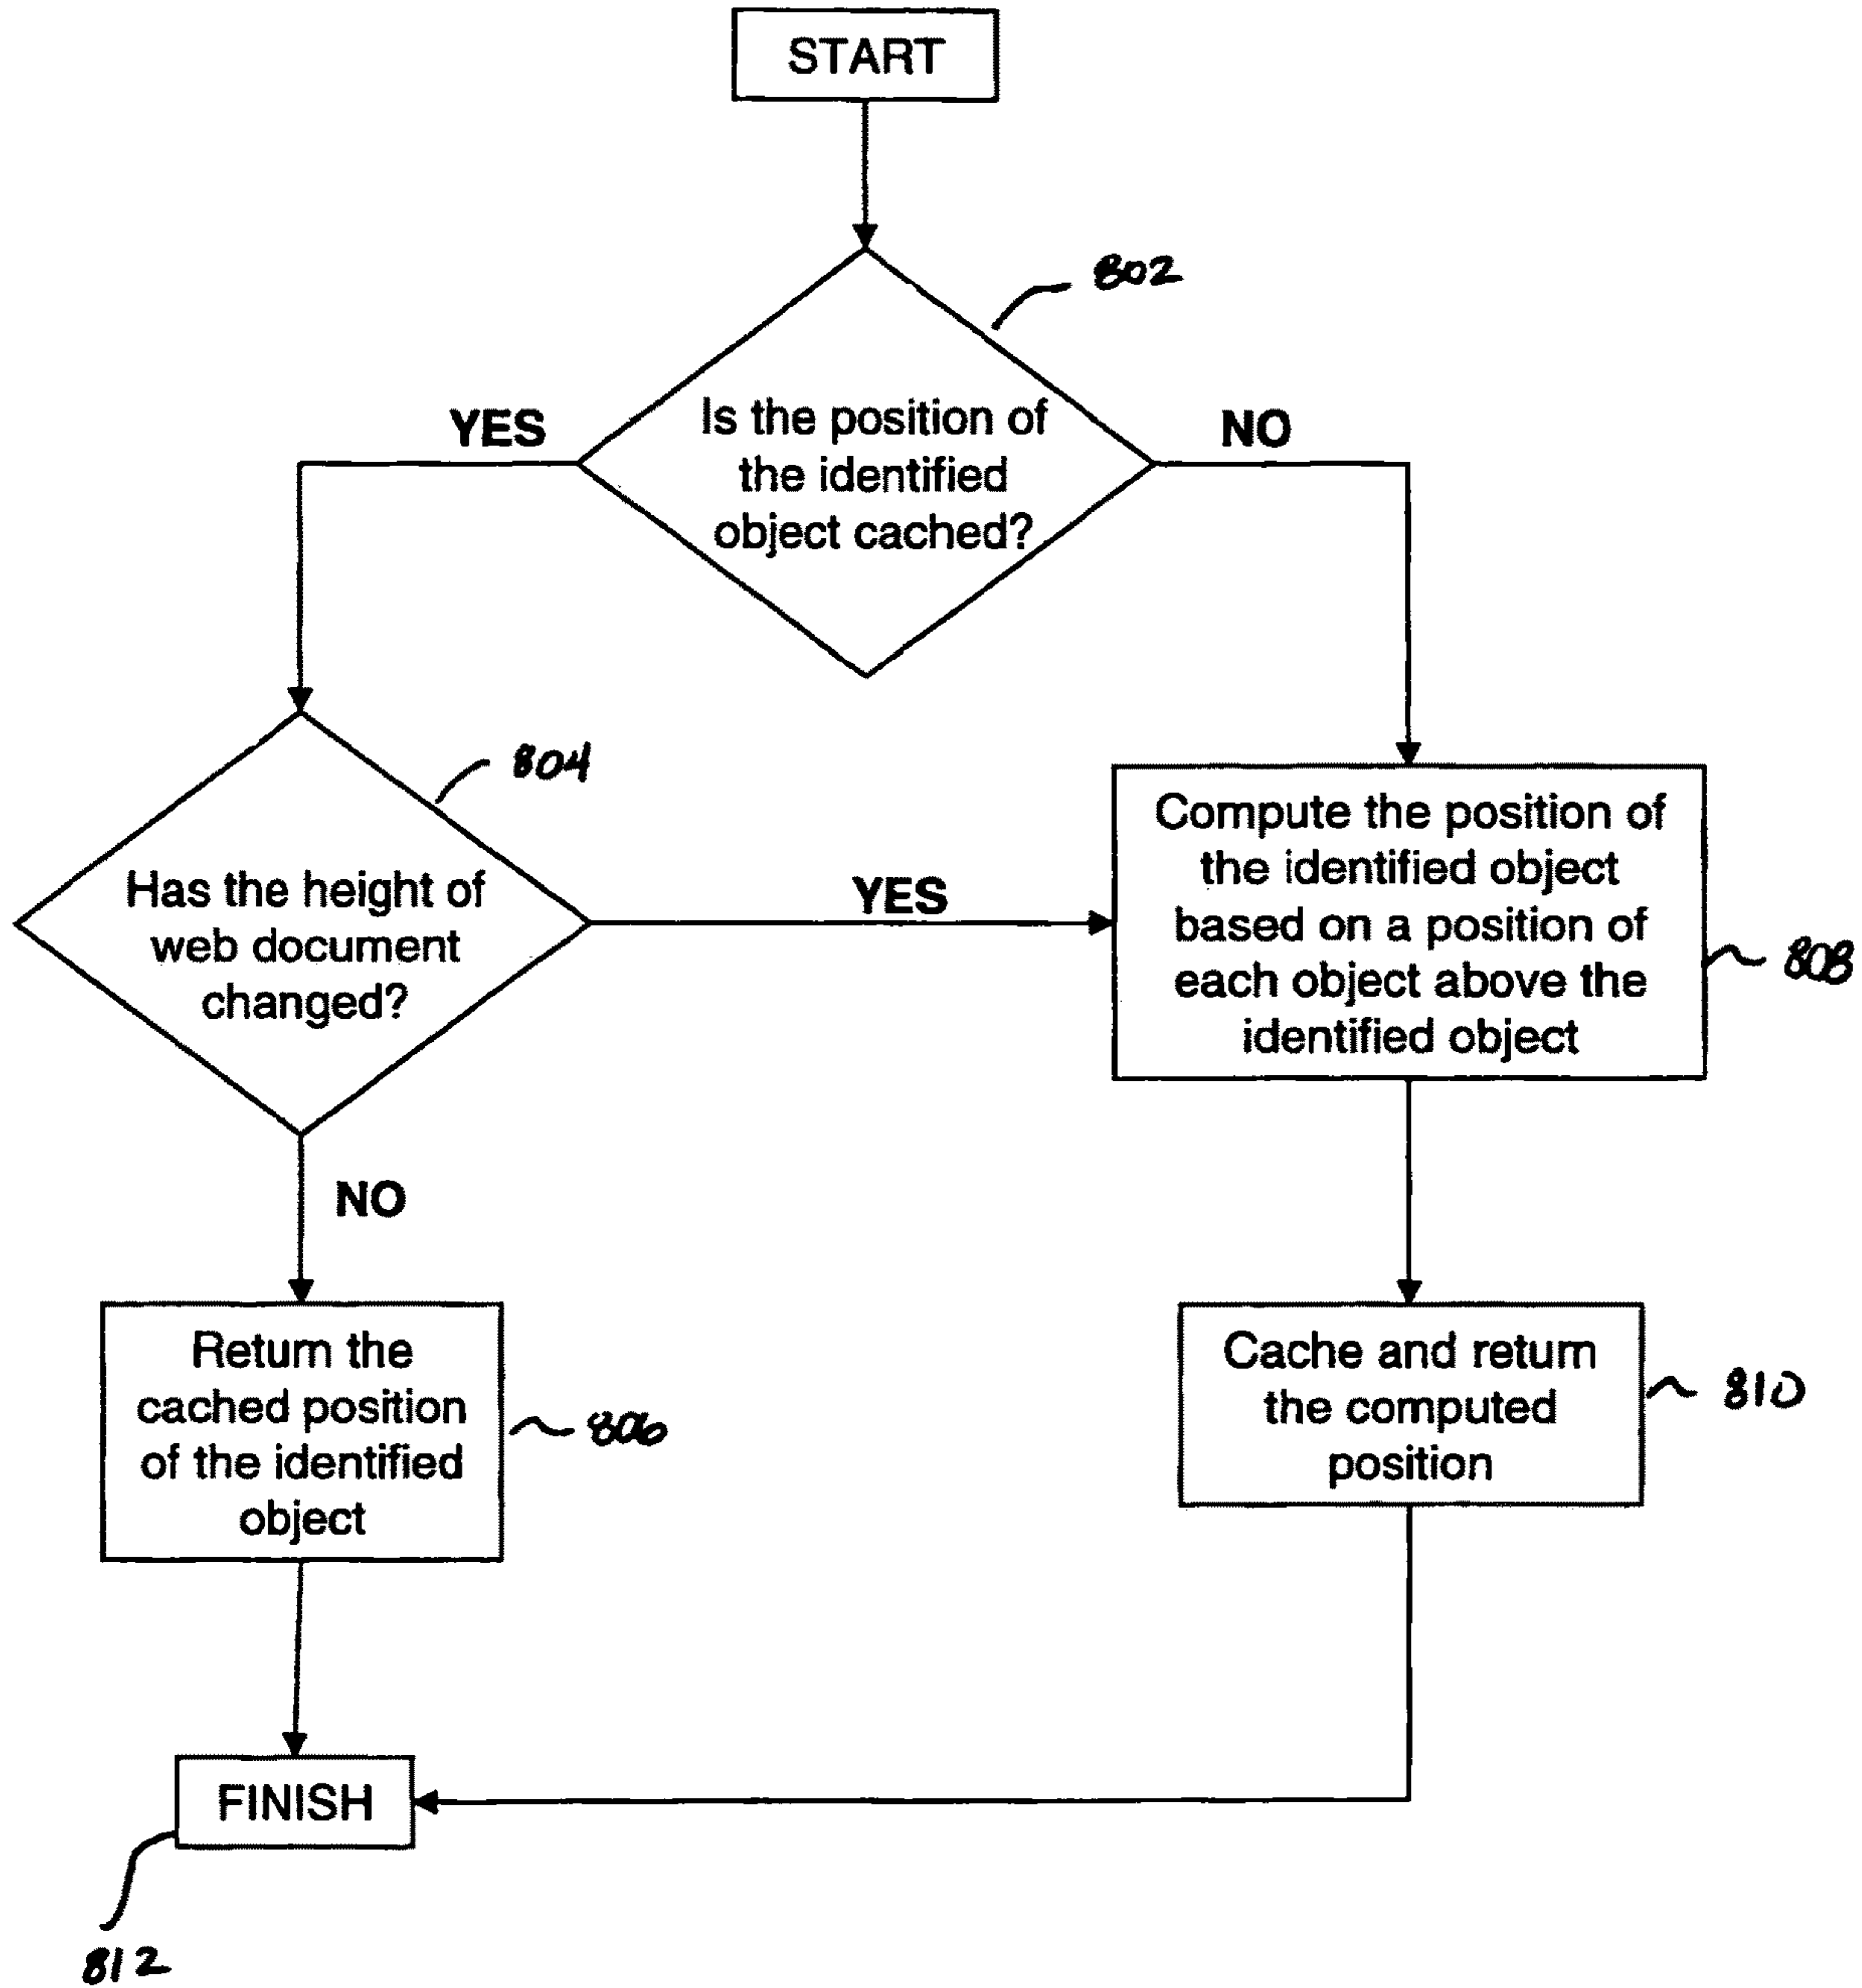 START
802
Is the position of
the identified
object cached?
YES
NO
804
Has the height of
web document
changed?
YES
Compute the position of
the identified object
based on a position of
each object above the
identified object
808
NO
Return the
cached position
of the identified
object
806
Cache and return
the computed
position
810
FINISH
812